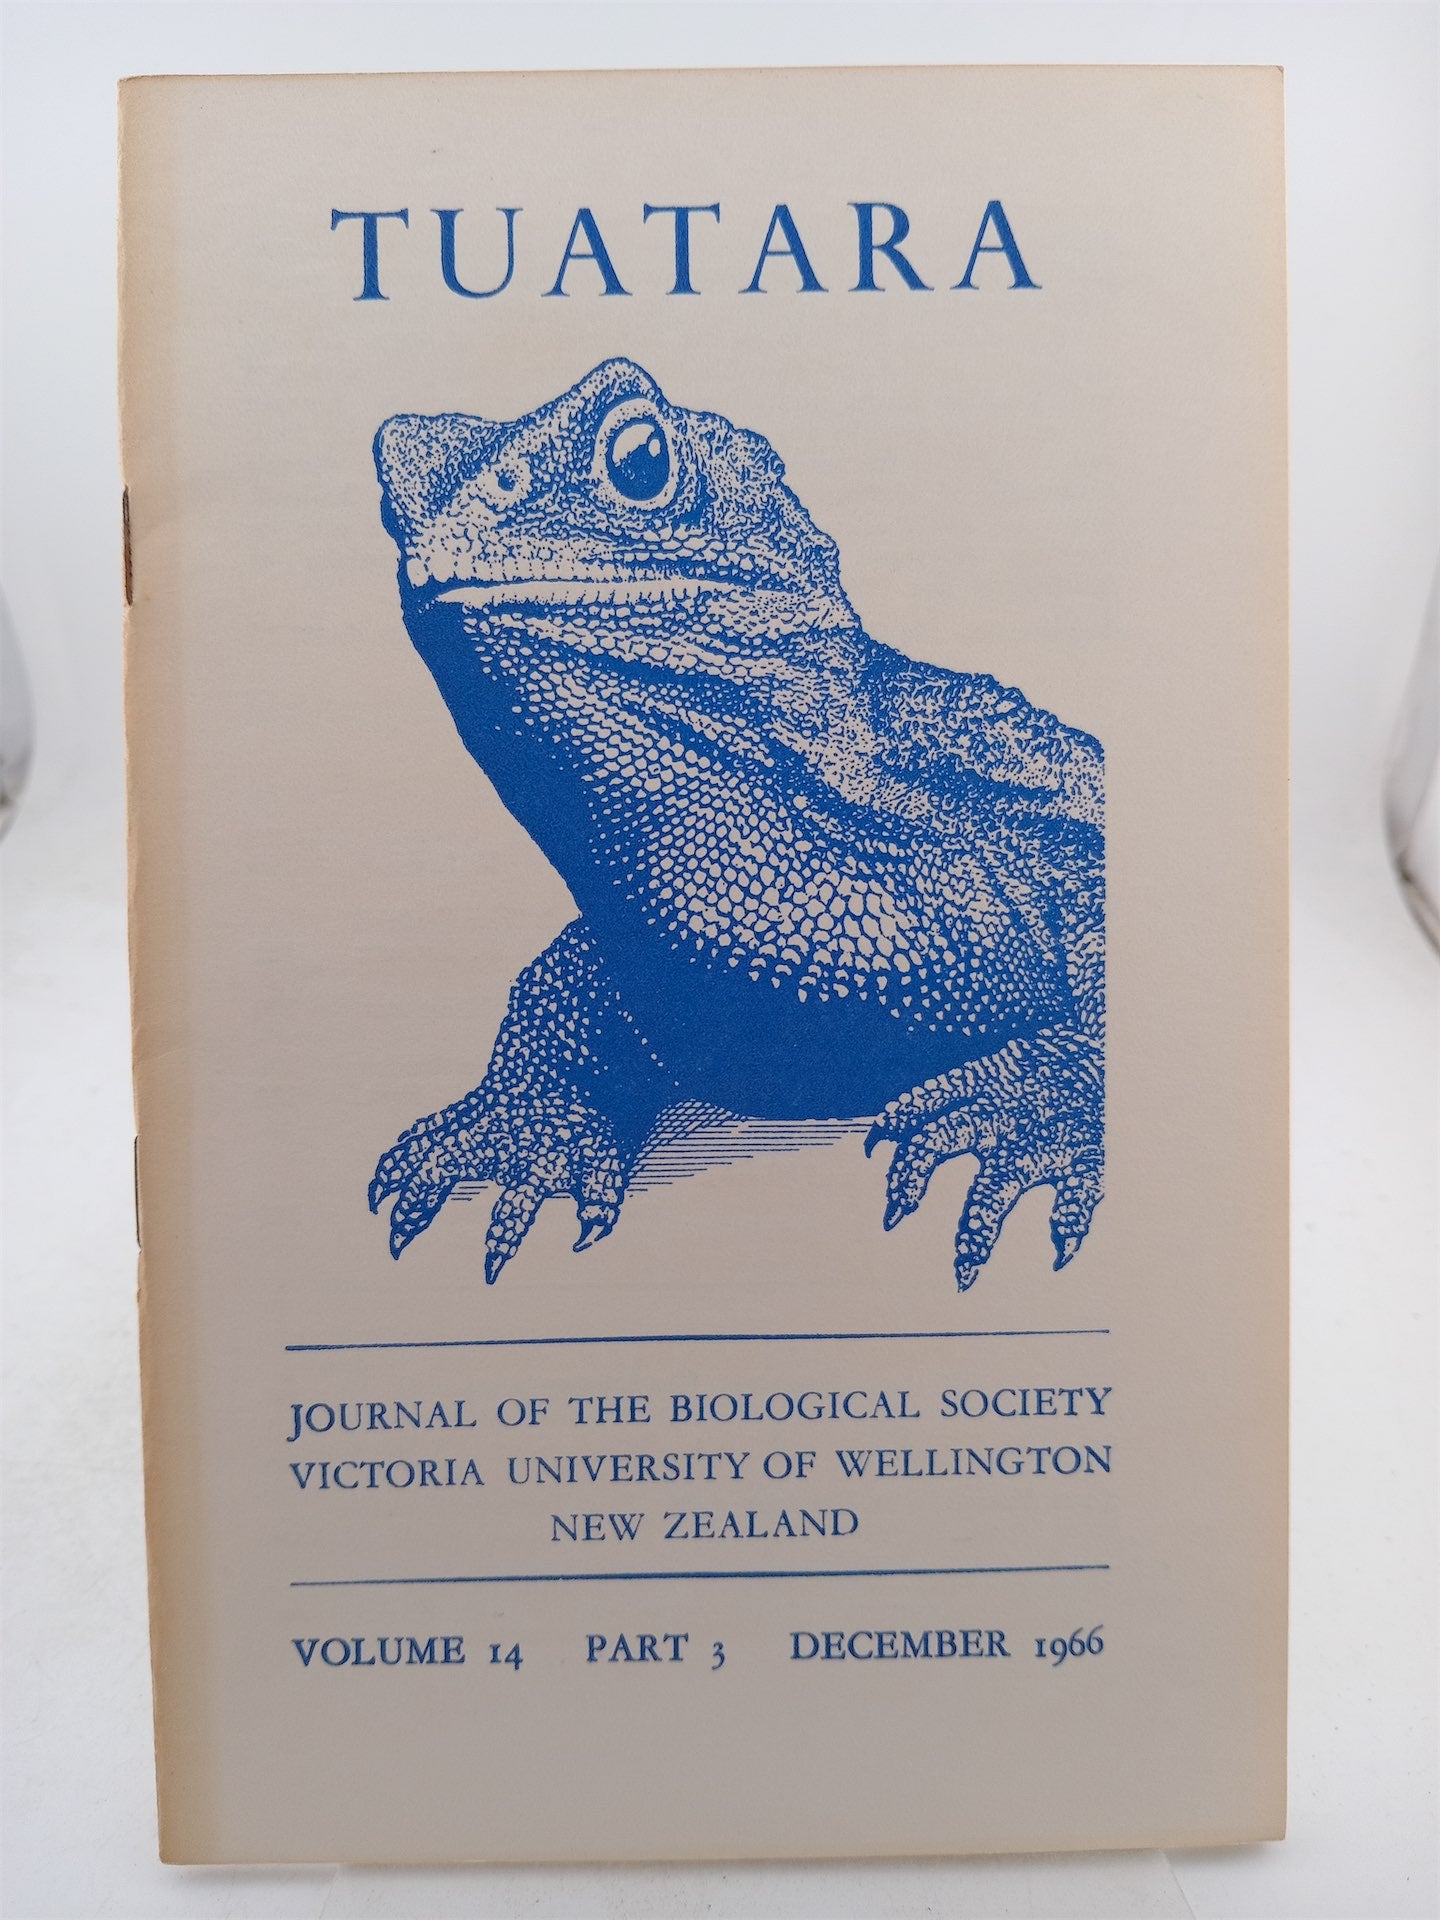 TUATARA
JOURNAL OF THE BIOLOGICAL SOCIETY
VICTORIA UNIVERSITY OF WELLINGTON
NEW ZEALAND
VOLUME 14 PART 3 DECEMBER 1966